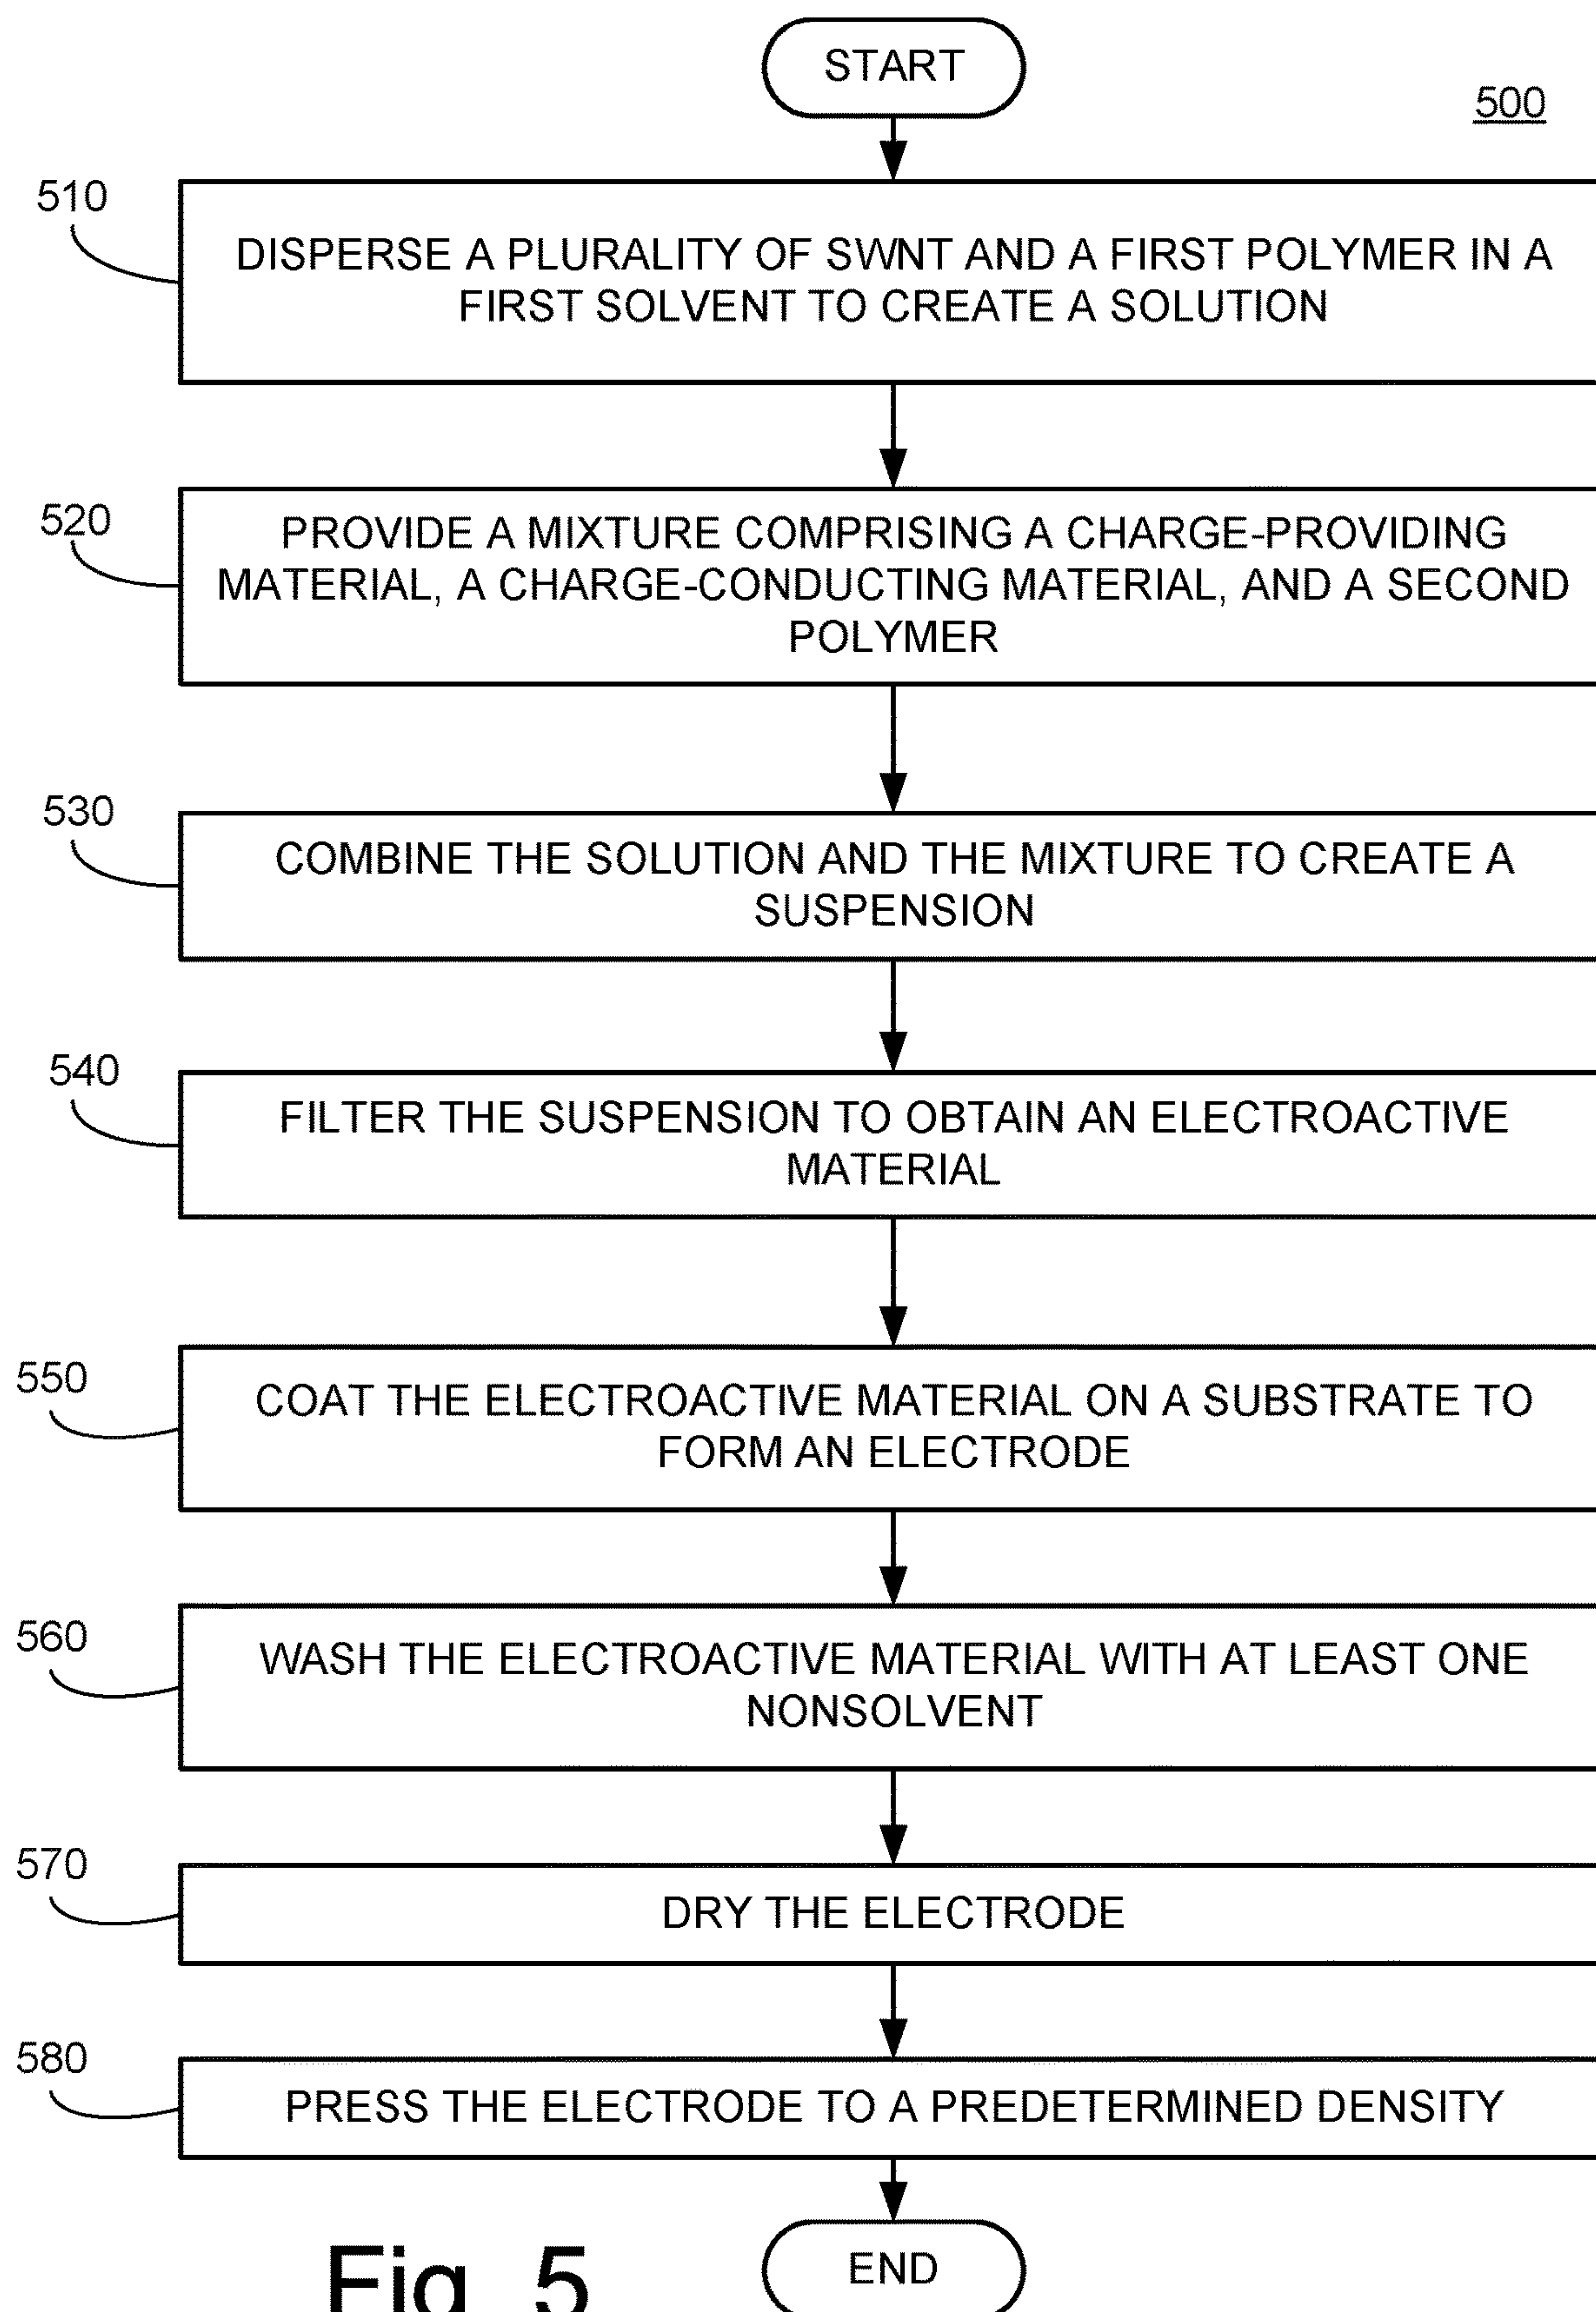 START
500
510
DISPERSE A PLURALITY OF SWNT AND A FIRST POLYMER IN A
FIRST SOLVENT TO CREATE A SOLUTION
520
PROVIDE A MIXTURE COMPRISING A CHARGE-PROVIDING
MATERIAL, A CHARGE-CONDUCTING MATERIAL, AND A SECOND
POLYMER
530
COMBINE THE SOLUTION AND THE MIXTURE TO CREATE A
SUSPENSION
540
FILTER THE SUSPENSION TO OBTAIN AN ELECTROACTIVE
MATERIAL
550
COAT THE ELECTROACTIVE MATERIAL ON A SUBSTRATE TO
FORM AN ELECTRODE
560
WASH THE ELECTROACTIVE MATERIAL WITH AT LEAST ONE
NONSOLVENT
570
DRY THE ELECTRODE
580
PRESS THE ELECTRODE TO A PREDETERMINED DENSITY
END
Fig. 5